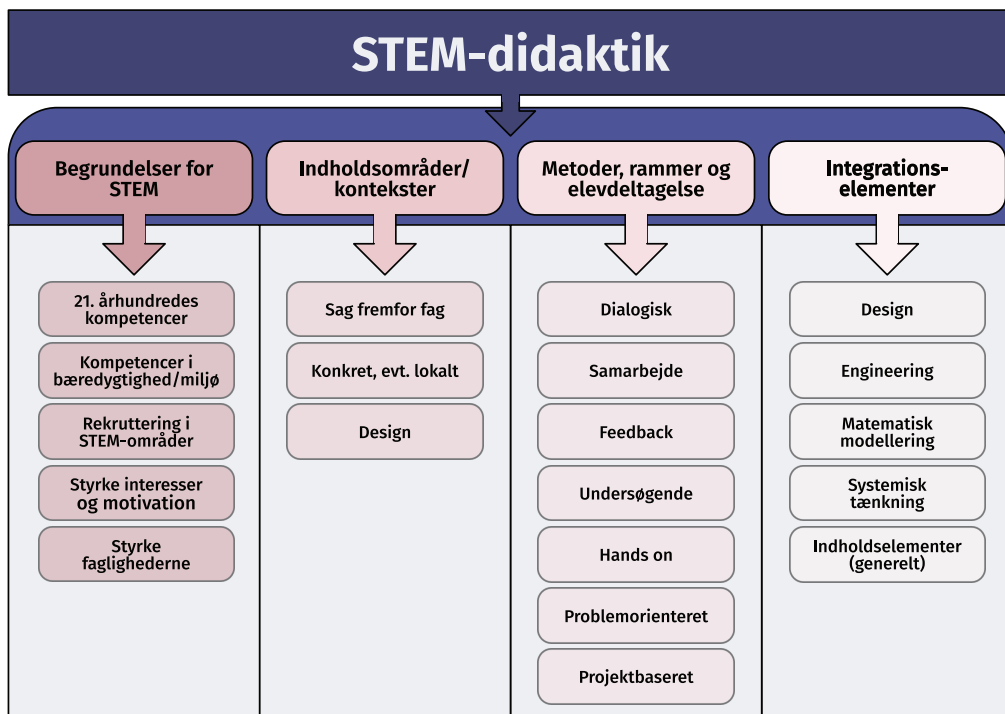 STEM-didaktik
Begrundelser for
STEM
21. århundredes
kompetencer
Kompetencer i
bæredygtighed/miljø
Rekruttering i
STEM-områder
Styrke interesser
og motivation
Styrke
faglighederne
Indholdsområder/
kontekster
Sag fremfor fag
Konkret, evt. lokalt
Design
Metoder, rammer og
elevdeltagelse
Dialogisk
Samarbejde
Feedback
Undersøgende
Hands on
Problemorienteret
Projektbaseret
Integrations-
elementer
Design
Engineering
Matematisk
modellering
Systemisk
tænkning
Indholdselementer
(generelt)